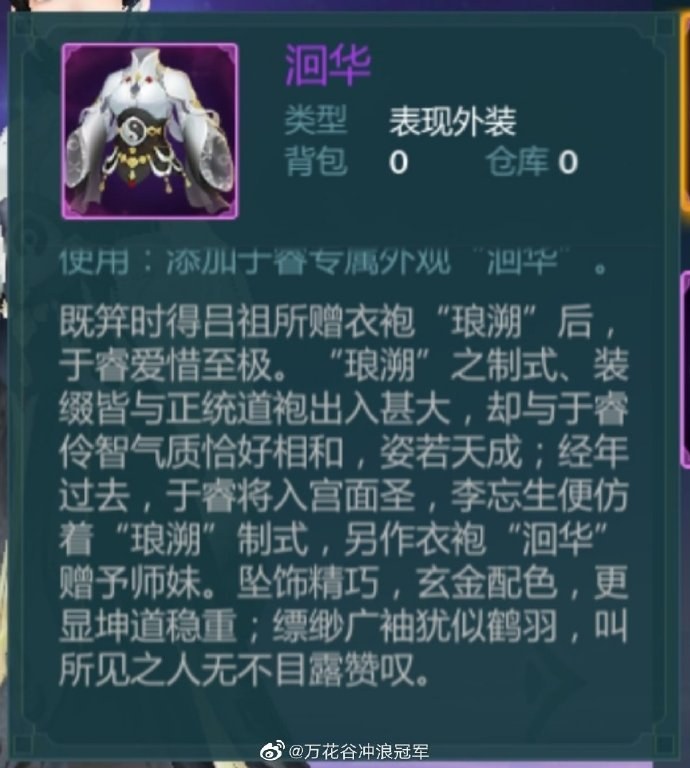 洄华
类型 表现外装
背包 0 仓库 0
使用：添加于睿专属外观“洄华”。
既笄时得吕祖所赠衣袍“琅溯”后，
于睿爱惜至极。“琅溯”之制式、装
缀皆与正统道袍出入甚大，却与于睿
伶智气质恰好相和，姿若天成；经年
过去，于睿将入宫面圣，李忘生便仿
着“琅溯”制式，另作衣袍“洄华”
赠予师妹。坠饰精巧，玄金配色，更
显坤道稳重；缥缈广袖犹似鹤羽，叫
所见之人无不目露赞叹。
@万花谷冲浪冠军